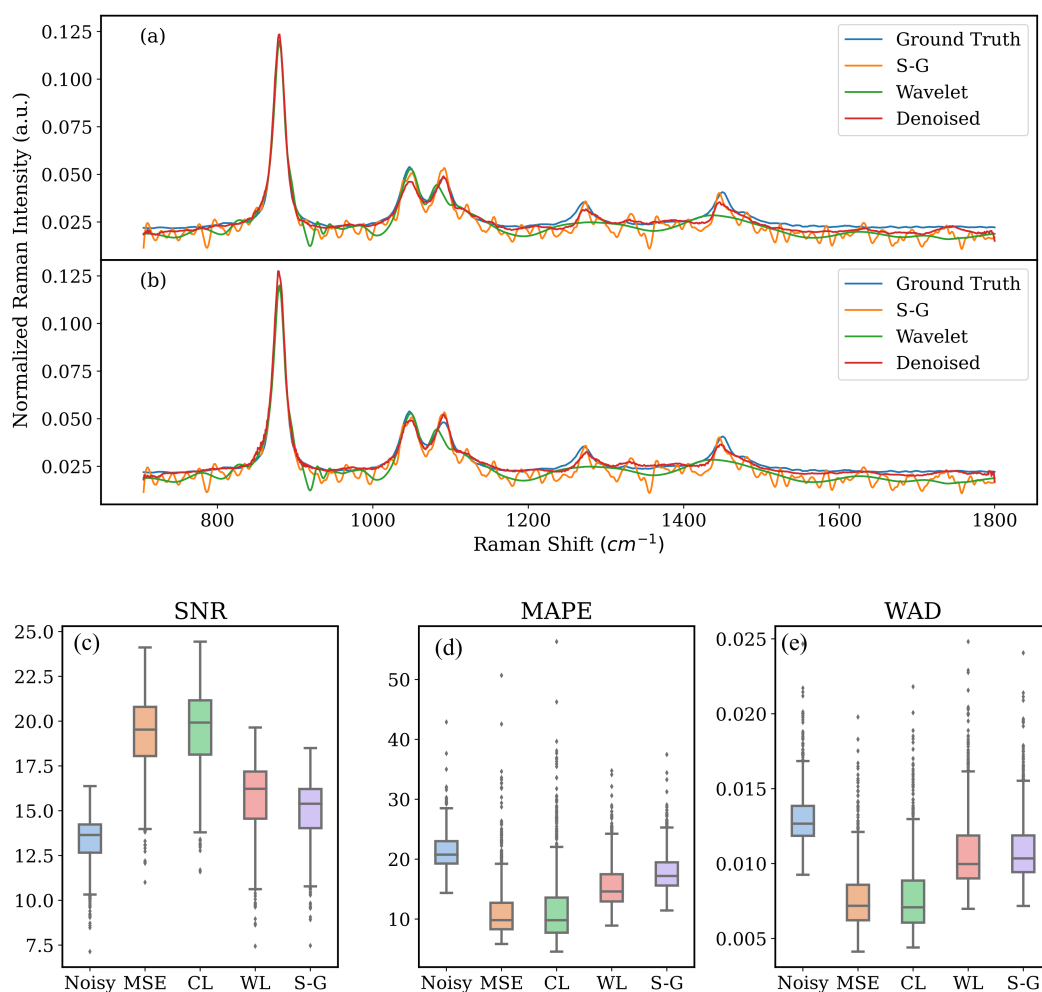 (a)
Ground Truth
S-G
Wavelet
Denoised
0.125
0.100
0.075
0.050
0.025
(b)
Ground Truth
S-G
Wavelet
Denoised
0.125
0.100
0.075
0.050
0.025
Normalized Raman Intensity (a.u.)
800 1000 1200 1400 1600 1800
Raman Shift (cm⁻¹)
SNR
(c)
25.0
22.5
20.0
17.5
15.0
12.5
10.0
7.5
Noisy MSE CL WL S-G
MAPE
(d)
50
40
30
20
10
Noisy MSE CL WL S-G
WAD
(e)
0.025
0.020
0.015
0.010
0.005
Noisy MSE CL WL S-G